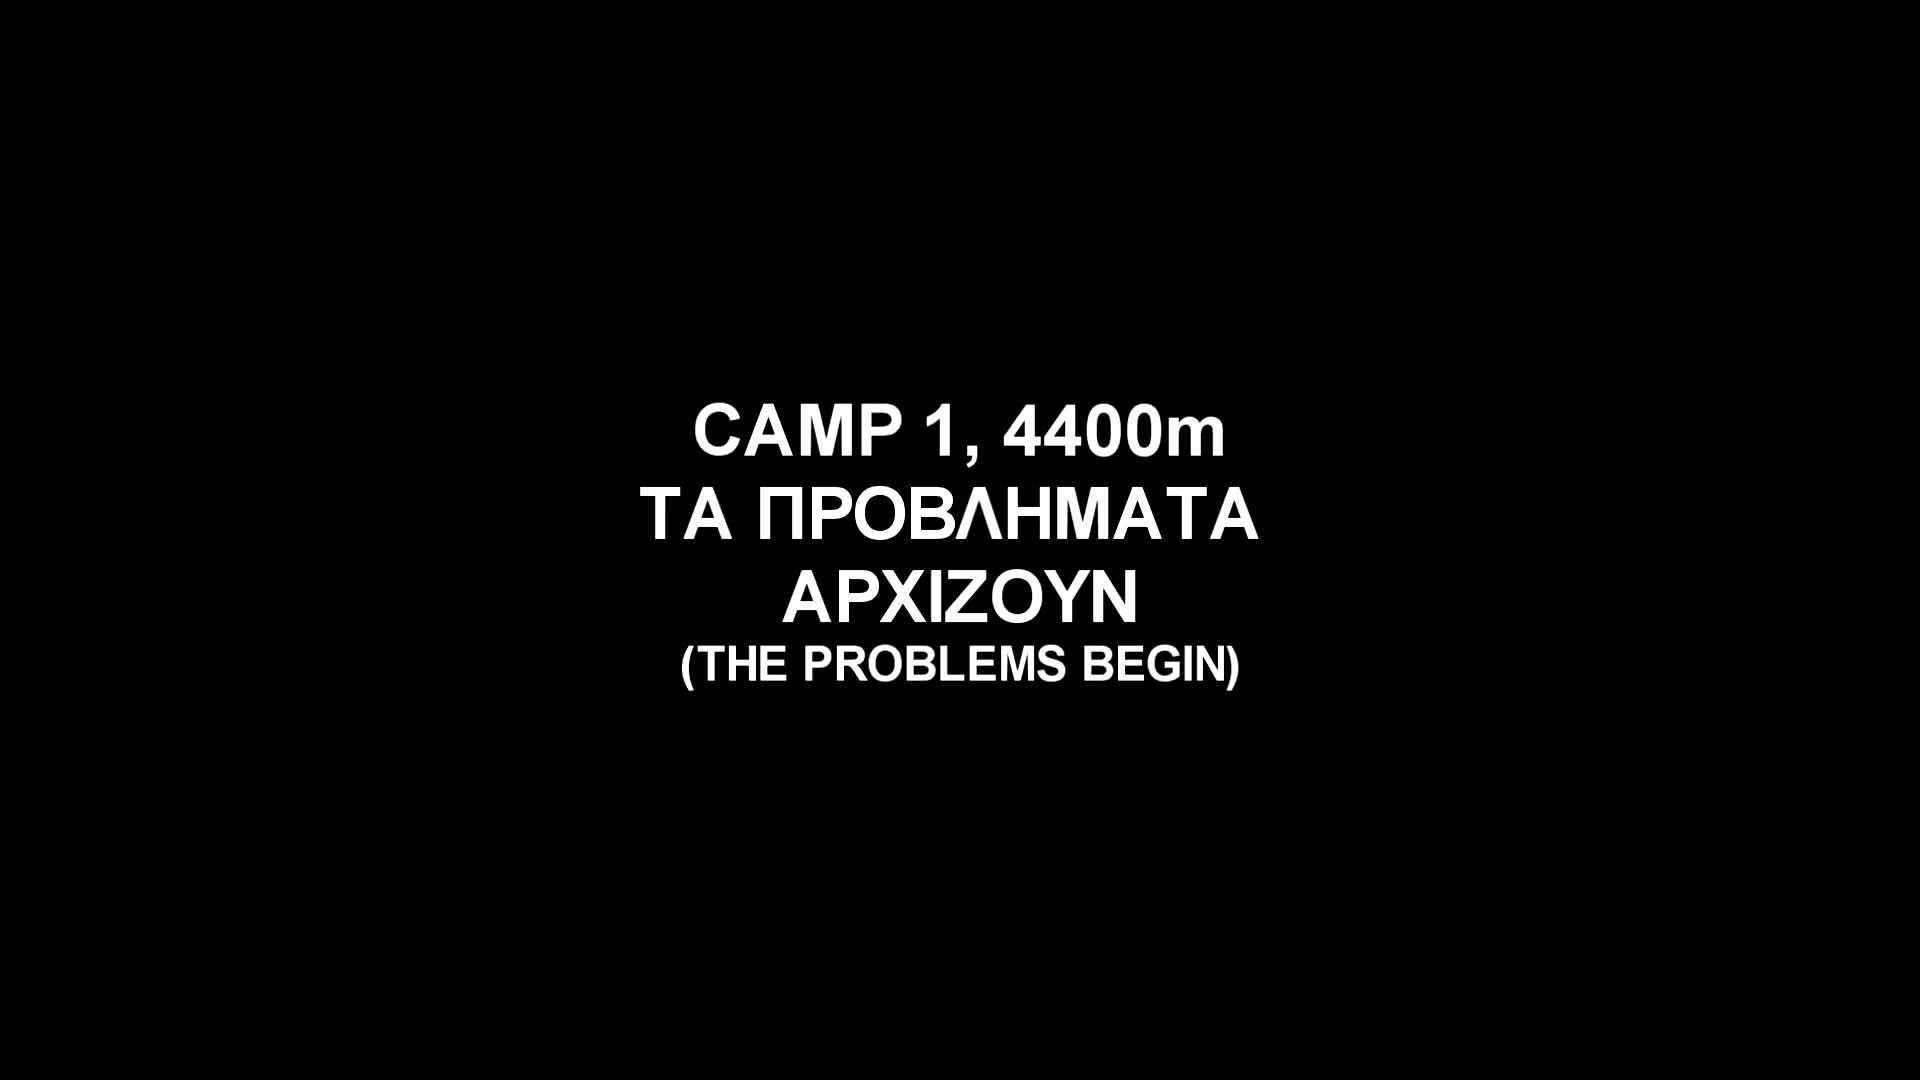 CAMP 1, 4400m
ΤΑ ΠΡΟΒΛΗΜΑΤΑ
ΑΡΧΙΖΟΥΝ
(THE PROBLEMS BEGIN)